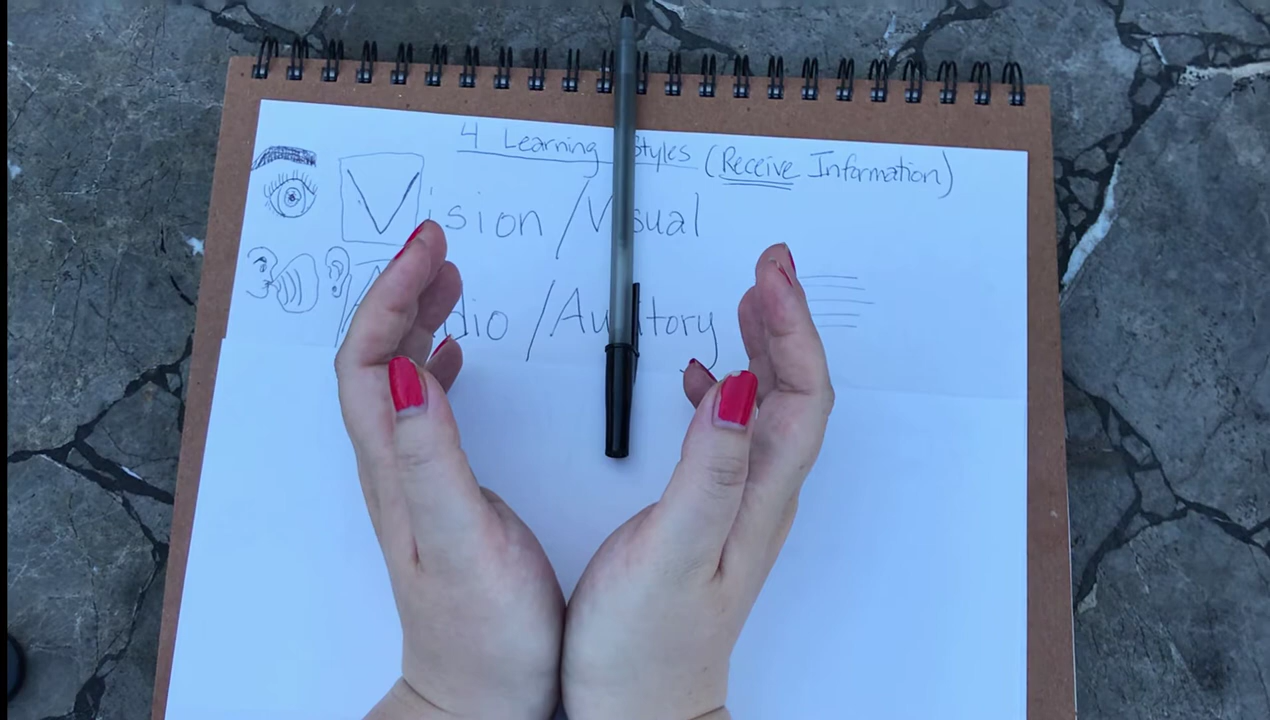 4 Learning Styles (Receive Information)
Vision / Visual
Audio / Auditory